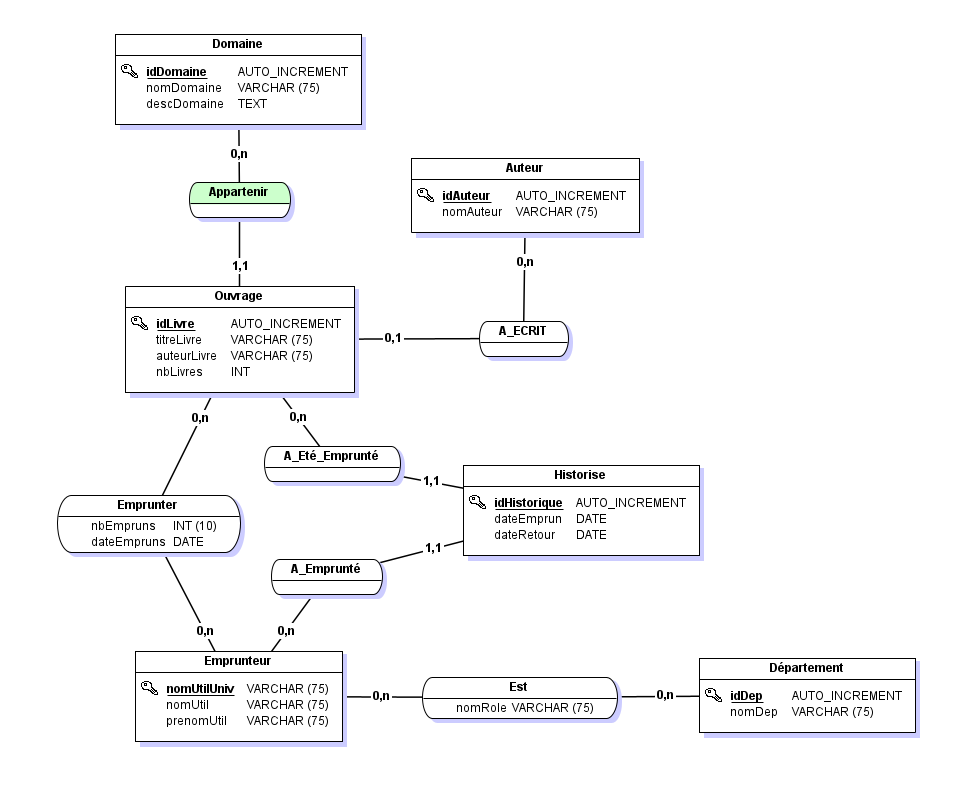 Domaine
idDomaine AUTO_INCREMENT
nomDomaine VARCHAR (75)
descDomaine TEXT
0,n
Appartenir
1,1
Auteur
idAuteur AUTO_INCREMENT
nomAuteur VARCHAR (75)
0,n
A_ECRIT
0,1
Ouvrage
idLivre AUTO_INCREMENT
titreLivre VARCHAR (75)
auteurLivre VARCHAR (75)
nbLivres INT
0,n
0,n
A_Eté_Emprunté
1,1
Historise
idHistorique AUTO_INCREMENT
dateEmprun DATE
dateRetour DATE
Emprunter
nbEmpruns INT (10)
dateEmpruns DATE
1,1
A_Emprunté
0,n
0,n
Emprunteur
nomUtilUniv VARCHAR (75)
nomUtil VARCHAR (75)
prenomUtil VARCHAR (75)
0,n
Est
nomRole VARCHAR (75)
0,n
Département
idDep AUTO_INCREMENT
nomDep VARCHAR (75)